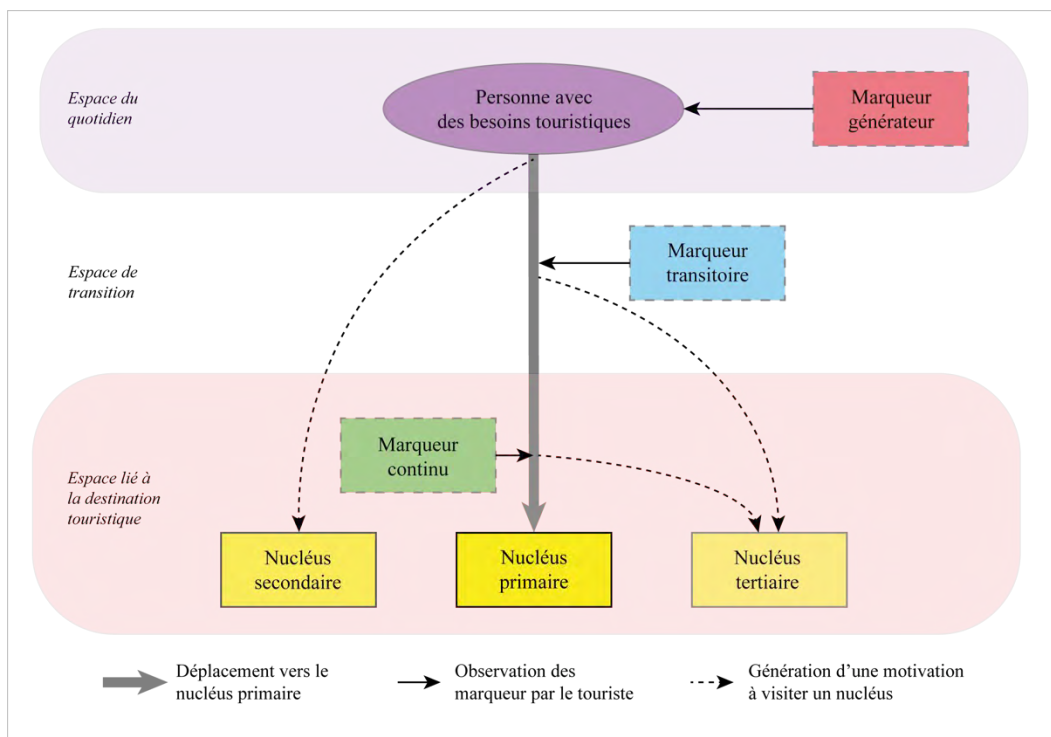 Espace du
quotidien
Personne avec
des besoins touristiques
Marqueur
générateur
Espace de
transition
Marqueur
transitoire
Marqueur
continu
Espace lié à
la destination
touristique
Nucléus
secondaire
Nucléus
primaire
Nucléus
tertiaire
Déplacement vers le
nucléus primaire
Observation des
marqueur par le touriste
Génération d’une motivation
à visiter un nucléus